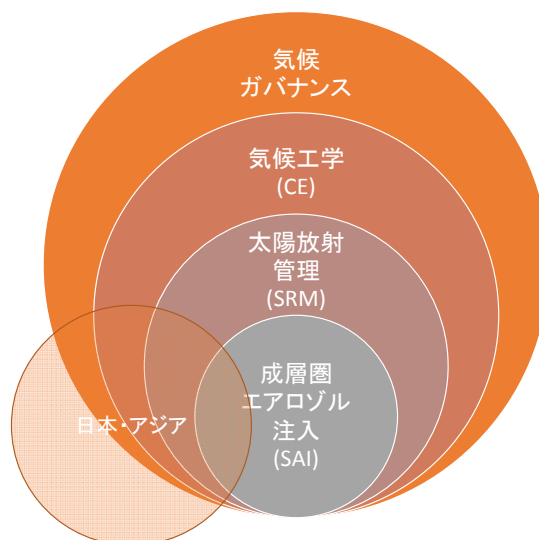 気候
ガバナンス
気候工学
(CE)
太陽放射
管理
(SRM)
成層圏
エアロゾル
注入
(SAI)
日本・アジア